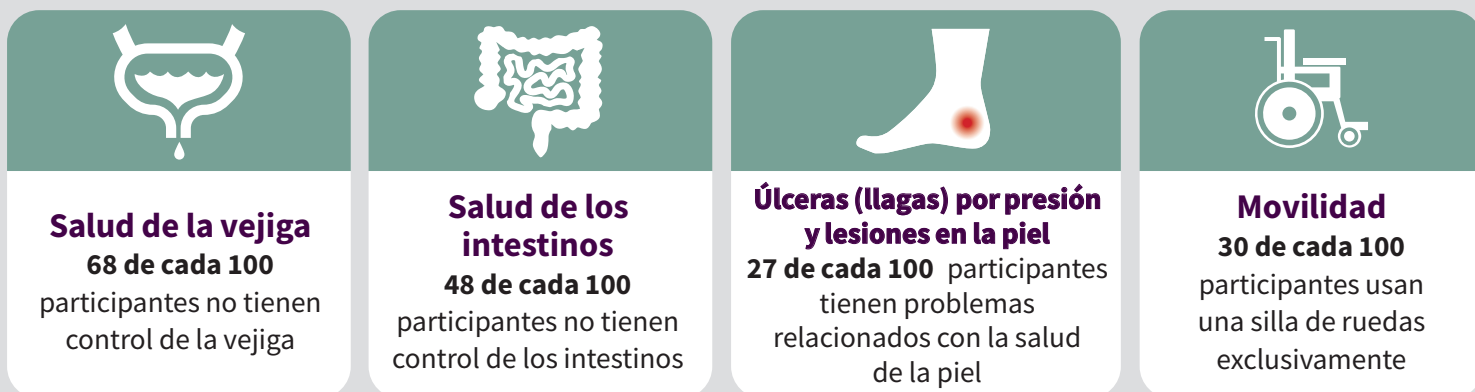 Salud de la vejiga
68 de cada 100
participantes no tienen
control de la vejiga
Salud de los
intestinos
48 de cada 100
participantes no tienen
control de los intestinos
Úlceras (llagas) por presión
y lesiones en la piel
27 de cada 100 participantes
tienen problemas
relacionados con la salud
de la piel
Movilidad
30 de cada 100
participantes usan
una silla de ruedas
exclusivamente